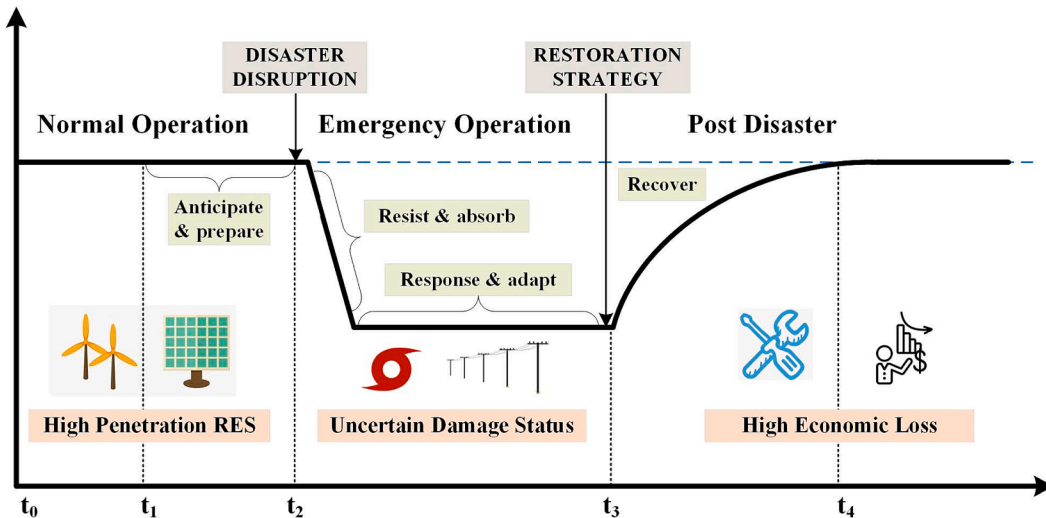 DISASTER
DISRUPTION
RESTORATION
STRATEGY
Normal Operation
Emergency Operation
Post Disaster
Anticipate
& prepare
Resist & absorb
Recover
Response & adapt
High Penetration RES
Uncertain Damage Status
High Economic Loss
t0
t1
t2
t3
t4